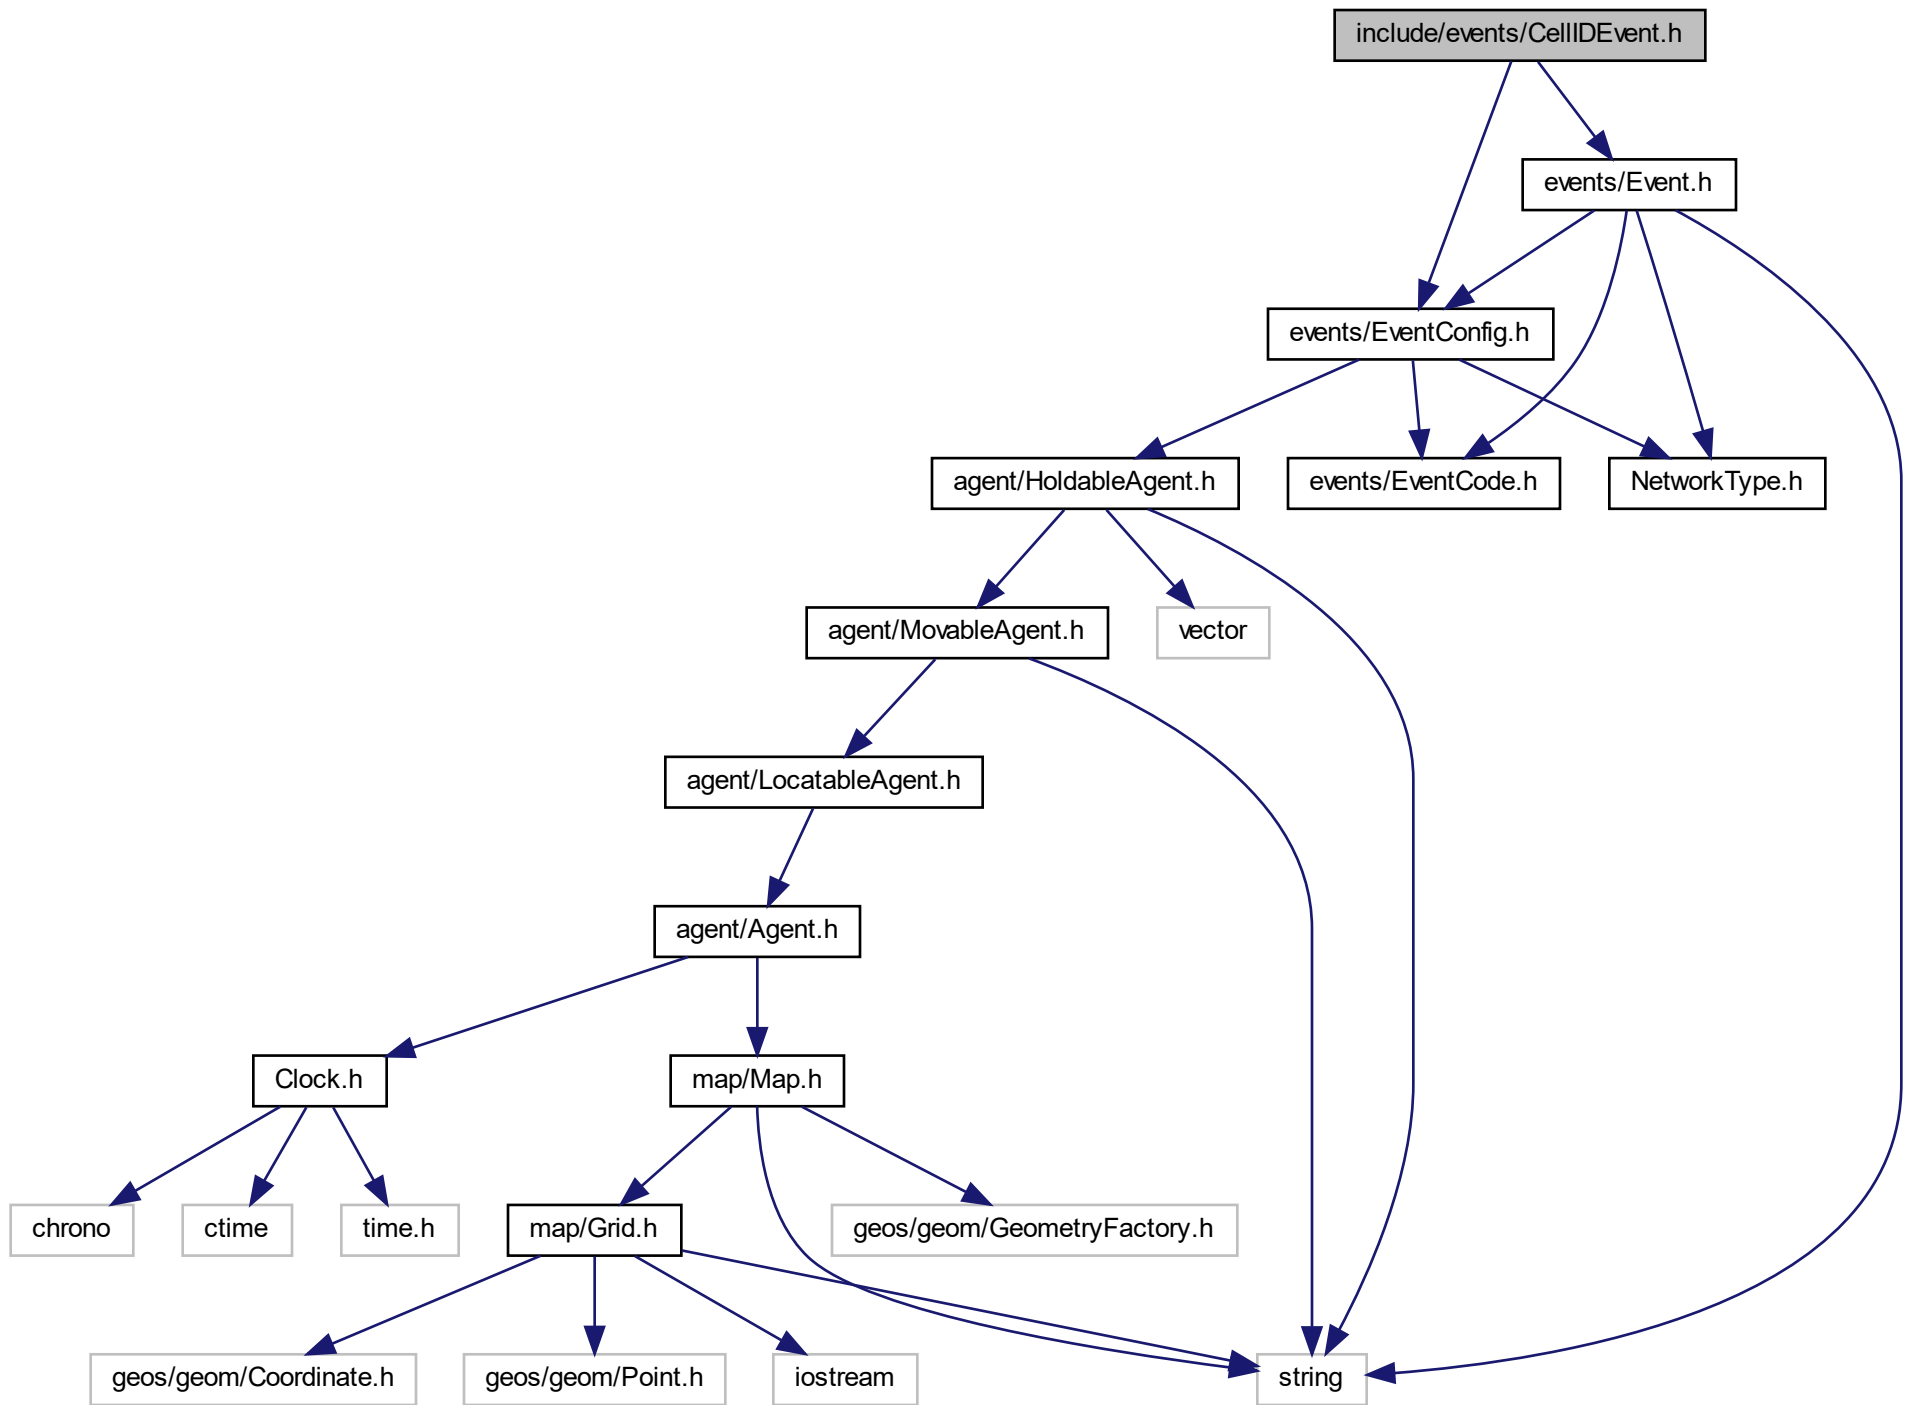 include/events/CellIDEvent.h
events/Event.h
events/EventConfig.h
agent/HoldableAgent.h
events/EventCode.h
NetworkType.h
agent/MovableAgent.h
vector
agent/LocatableAgent.h
agent/Agent.h
Clock.h
map/Map.h
chrono
ctime
time.h
map/Grid.h
geos/geom/GeometryFactory.h
geos/geom/Coordinate.h
geos/geom/Point.h
iostream
string